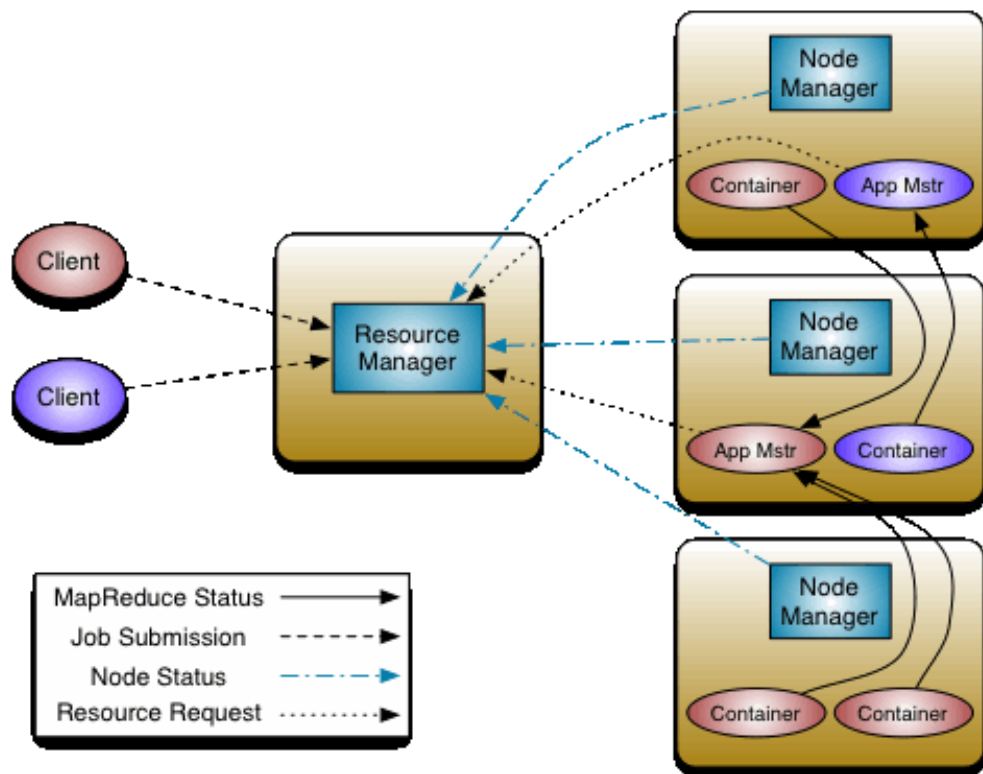 Client
Client
Resource
Manager
Node
Manager
Container
App Mstr
Node
Manager
App Mstr
Container
Node
Manager
Container
Container
MapReduce Status
Job Submission
Node Status
Resource Request